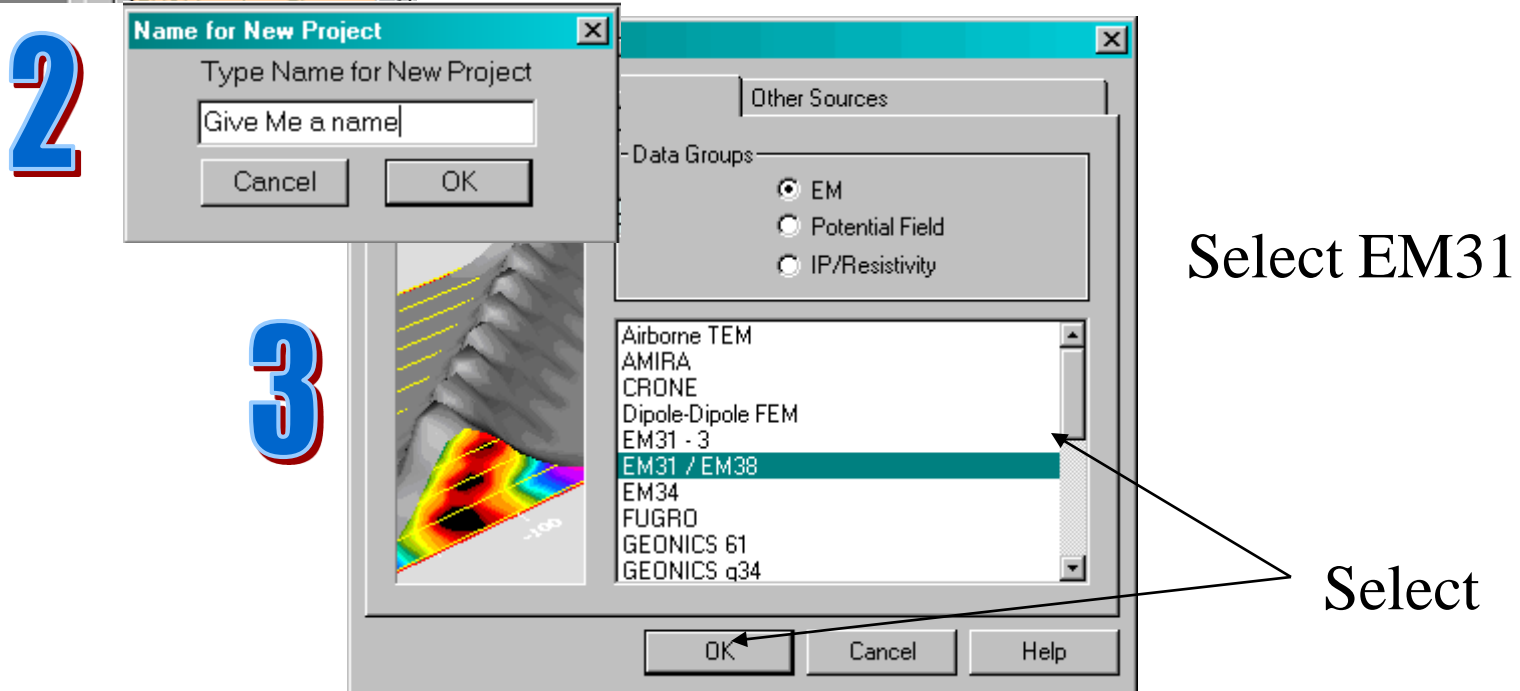 2
Name for New Project
Type Name for New Project
Give Me a name
Cancel
OK
Other Sources
Data Groups
EM
Potential Field
IP/Resistivity
Select EM31
3
Airborne TEM
AMIRA
CRONE
Dipole-Dipole FEM
EM31 - 3
EM31 / EM38
EM34
FUGRO
GEONICS 61
GEONICS g34
-100
Select
OK
Cancel
Help